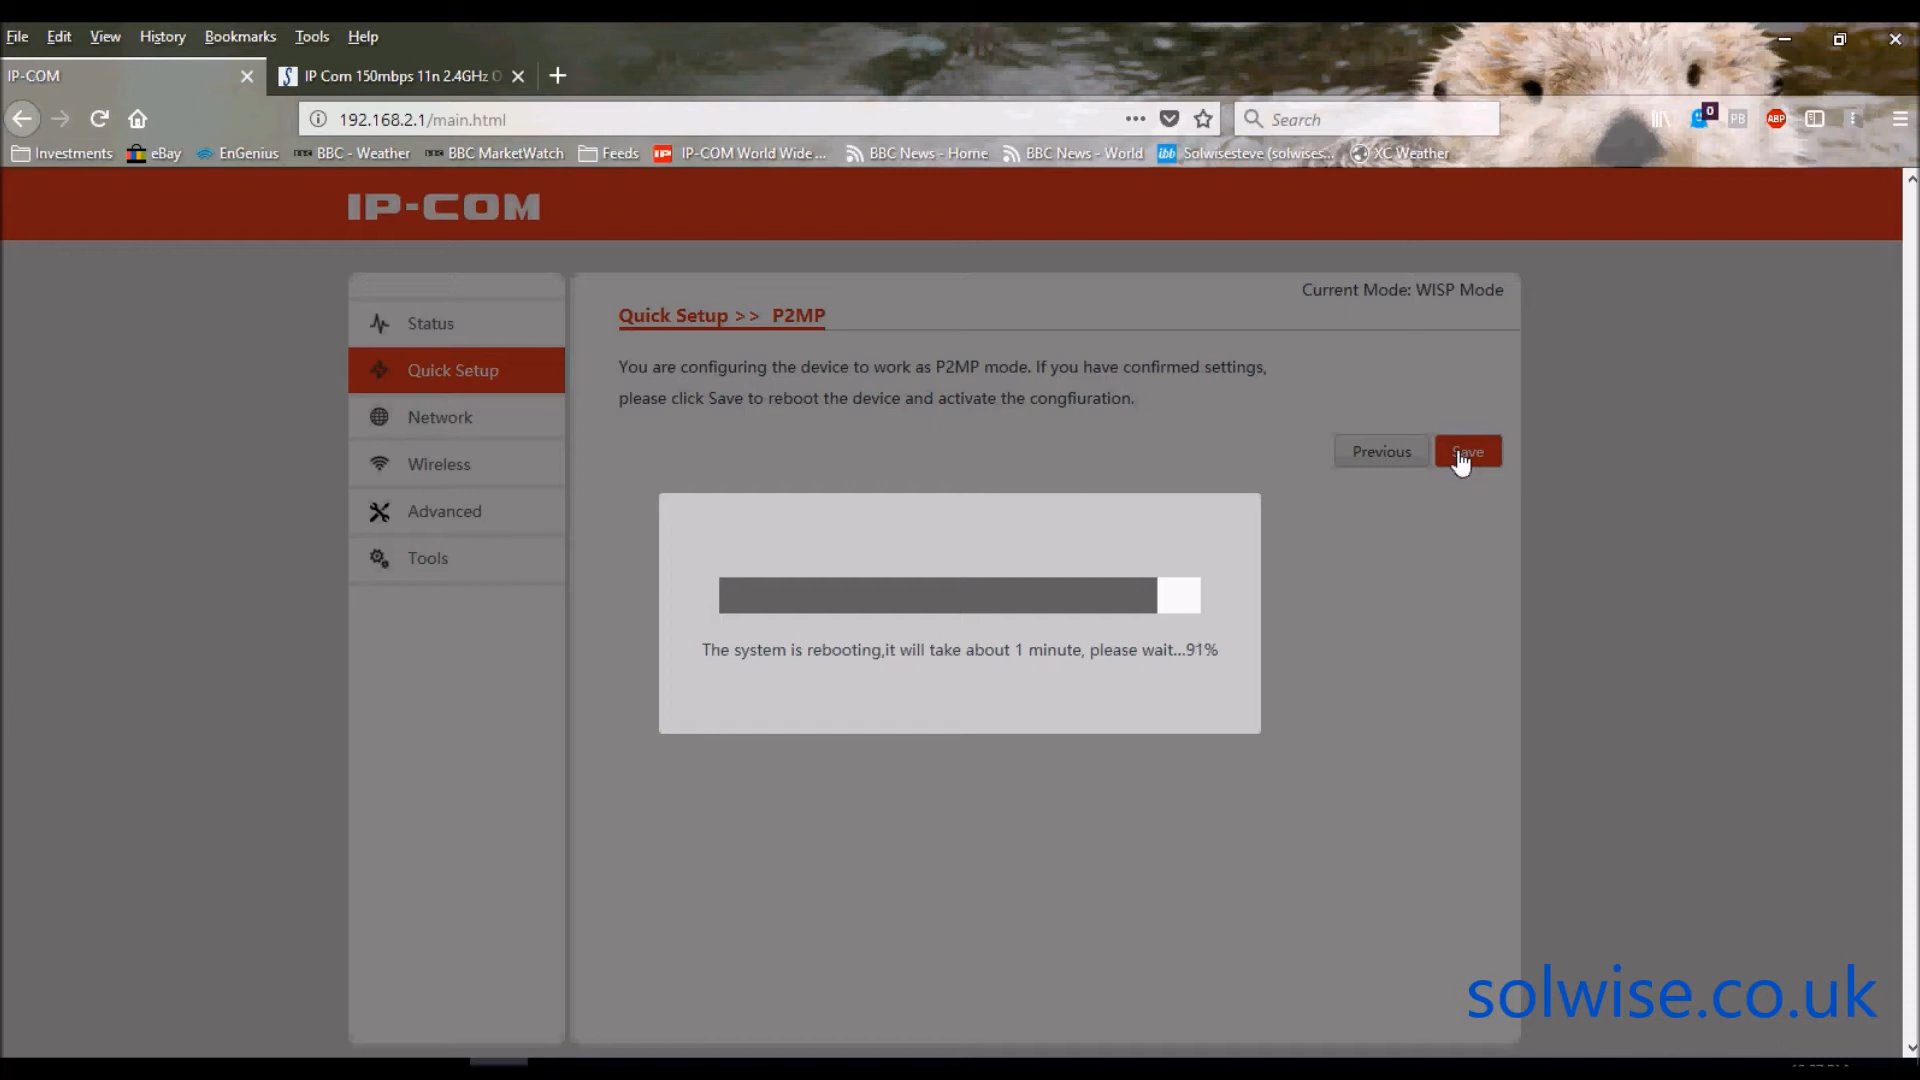 File Edit View History Bookmarks Tools Help
IP-COM
IP Com 150mbps 11n 2.4GHz O
192.168.2.1/main.html
Search
0
PB
ABP
Investments eBay EnGenius BBC - Weather BBC MarketWatch Feeds IP IP-COM World Wide ... BBC News - Home BBC News - World ibb Solwisesteve (solwises... XC Weather
IP-COM
Current Mode: WISP Mode
Quick Setup >> P2MP
Status
Quick Setup
Network
Wireless
Advanced
Tools
You are configuring the device to work as P2MP mode. If you have confirmed settings,
please click Save to reboot the device and activate the congfiuration.
Previous Save
The system is rebooting,it will take about 1 minute, please wait...91%
solwise.co.uk